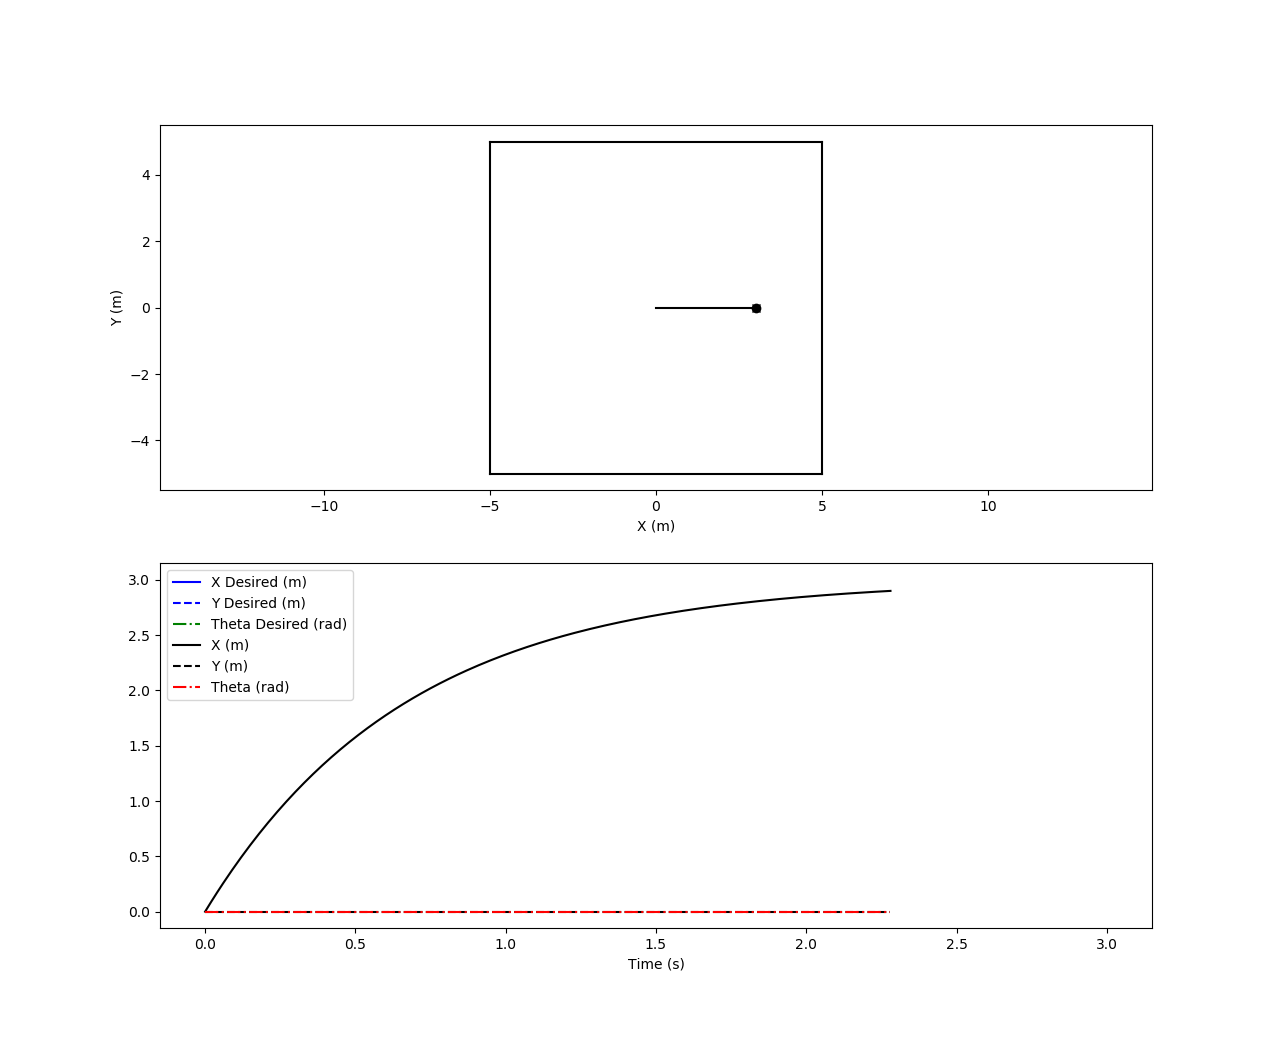 4
2
0
−2
−4
Y (m)
−10 −5 0 5 10
X (m)
3.0
2.5
2.0
1.5
1.0
0.5
0.0
X Desired (m)
Y Desired (m)
Theta Desired (rad)
X (m)
Y (m)
Theta (rad)
0.0 0.5 1.0 1.5 2.0 2.5 3.0
Time (s)